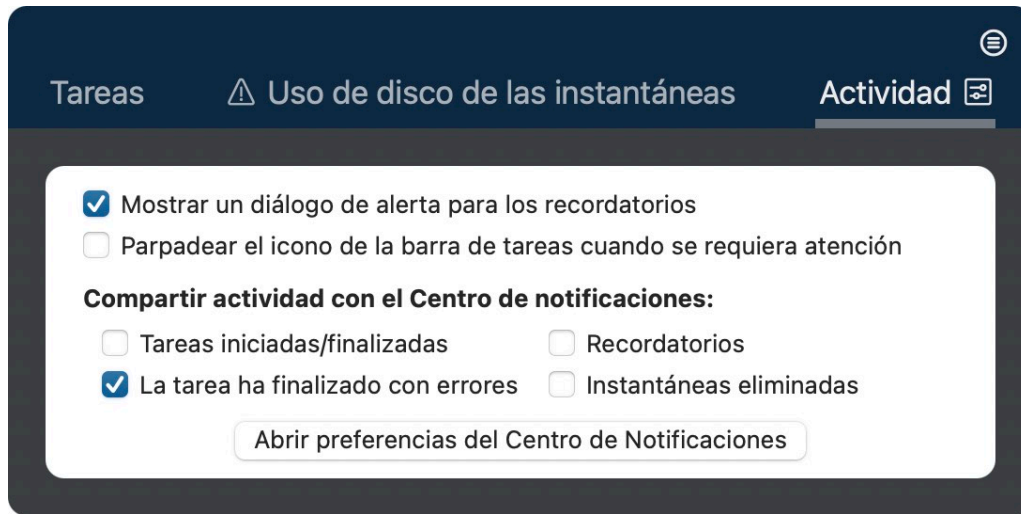 Tareas Uso de disco de las instantáneas Actividad
Mostrar un diálogo de alerta para los recordatorios
Parpadear el icono de la barra de tareas cuando se requiera atención
Compartir actividad con el Centro de notificaciones:
Tareas iniciadas/finalizadas Recordatorios
La tarea ha finalizado con errores Instantáneas eliminadas
Abrir preferencias del Centro de Notificaciones